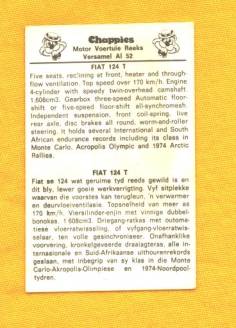 Chappies
Motor Voertuie Reeks
Versamel Al 52
FIAT 124 T
Five seats, reclining at front, heater and through-
flow ventilation. Top speed over 170 km/h. Engine
4-cylinder with speedy twin-overhead camshaft.
1.608cm3. Gearbox three-speed Automatic floor-
shift or five-speed floor-shift all-synchromesh.
Independent suspension, front coil-spring, live
rear axle, disc brakes all round, worm-and-roller
steering. It holds several International and South
African endurance records including its class in
Monte Carlo, Acropolis Olympic and 1974 Arctic
Rallies.
FIAT 124 T
Fiat se 124 wat geruime tyd reeds gewild is en
dit bly, lewer goeie werkverrigting. Vyf sitplekke
waarvan die voorstes kan terugleun, 'n verwarmer
en deurvloeiventilasie. Topsnelheid van meer as
170 km/h. Viersilinder-enjin met vinnige dubbel-
bonokas. 1 608cm3. Driegang-ratkas met outoma-
tiese vloerratwisseling, of vyfgang-vloerratwis-
selaar, ten volle gesinchroniseer. Onafhanklike
voorvering, kronkelgeveerde draaiagteras, alle in-
ternasionale en Suid-Afrikaanse uithourrekords
geslaan, met inbegrip van sy klas in die Monte
Carlo-Akropolis-Olimpiese en 1974-Noordpool-
tydren.